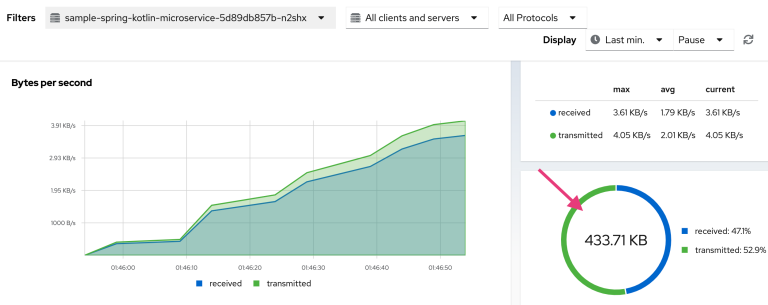 Filters sample-spring-kotlin-microservice-5d89db857b-n2shx All clients and servers All Protocols
Display Last min. Pause
Bytes per second
3.91 KB/s
2.93 KB/s
1.95 KB/s
1000 B/s
01:46:00 01:46:10 01:46:20 01:46:30 01:46:40 01:46:50
received transmitted
max avg current
received 3.61 KB/s 1.79 KB/s 3.61 KB/s
transmitted 4.05 KB/s 2.01 KB/s 4.05 KB/s
433.71 KB
received: 47.1%
transmitted: 52.9%